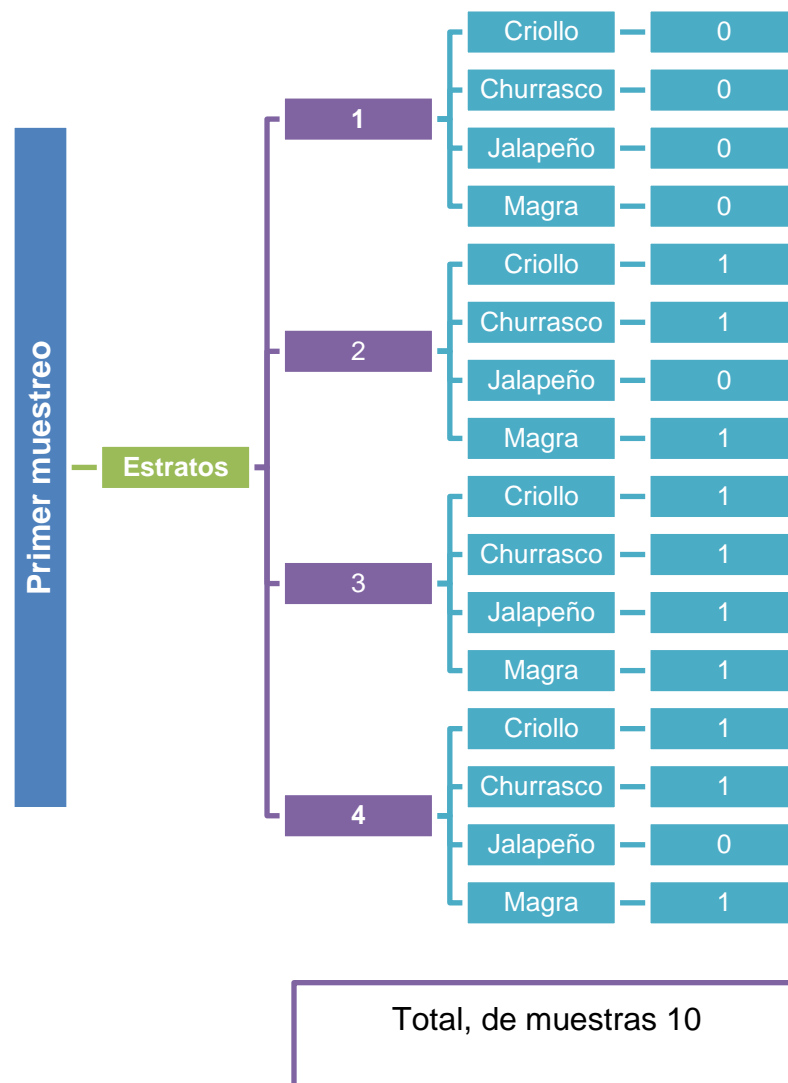 Primer muestreo
Estratos
1
Criollo 0
Churrasco 0
Jalapeño 0
Magra 0
2
Criollo 1
Churrasco 1
Jalapeño 0
Magra 1
3
Criollo 1
Churrasco 1
Jalapeño 1
Magra 1
4
Criollo 1
Churrasco 1
Jalapeño 0
Magra 1
Total, de muestras 10